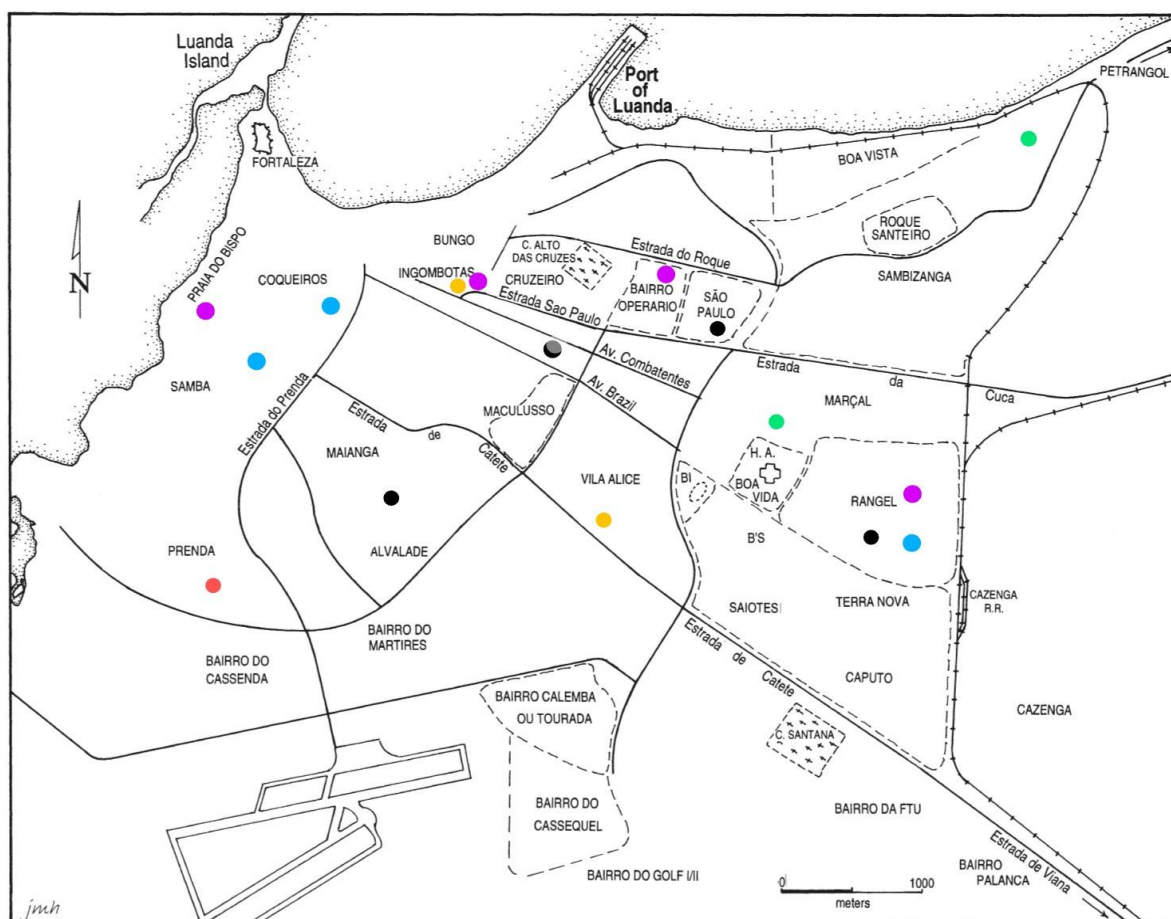 Luanda
Island
Port
of
Luanda
PETRANGOL
FORTALEZA
BOA VISTA
PRAIA DO BISPO
ROQUE
SANTEIRO
BUNGO
C. ALTO
DAS CRUZES
Estrada do Roque
SAMBIZANGA
N
COQUEIROS
INGOMBOTAS
CRUZEIRO
BAIRRO
OPERARIO
SÃO
PAULO
Estrada Sao Paulo
SAMBA
Estrada do Prenda
Av. Combatentes
Av. Brazil
Estrada da Cuca
MARÇAL
MACULUSSO
Estrada de Catete
MAIANGA
VILA ALICE
BI
H. A.
BOA
VIDA
RANGEL
B'S
PRENDA
ALVALADE
SAIOTES
TERRA NOVA
CAZENGA
R.R.
BAIRRO DO
MARTIRES
BAIRRO DO
CASSENDA
Estrada de Catete
CAPUTO
CAZENGA
BAIRRO CALEMBA
OU TOURADA
C. SANTANA
BAIRRO DO
CASSEQUEL
BAIRRO DA FTU
BAIRRO DO GOLF I/II
0 1000
meters
Estrada de Viana
BAIRRO
PALANCA
jmh